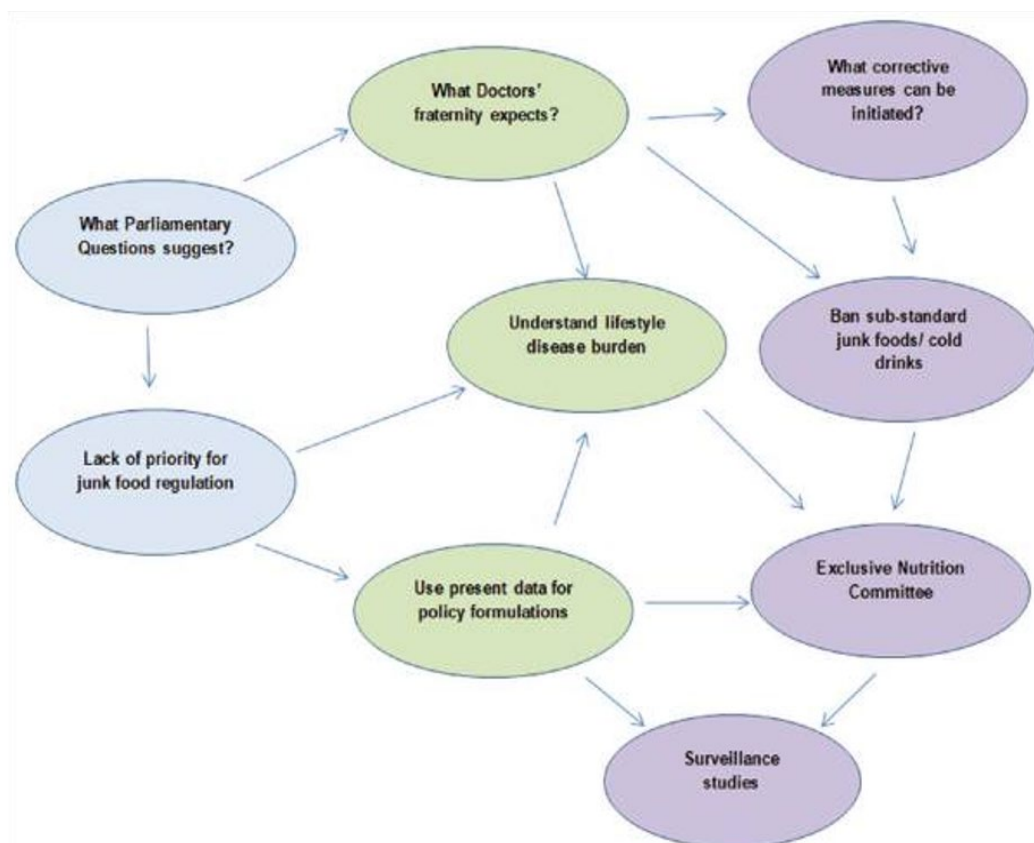 What corrective
measures can be
initiated?
What Doctors'
fraternity expects?
What Parliamentary
Questions suggest?
Understand lifestyle
disease burden
Ban sub-standard
junk foods/ cold
drinks
Lack of priority for
junk food regulation
Use present data for
policy formulations
Exclusive Nutrition
Committee
Surveillance
studies